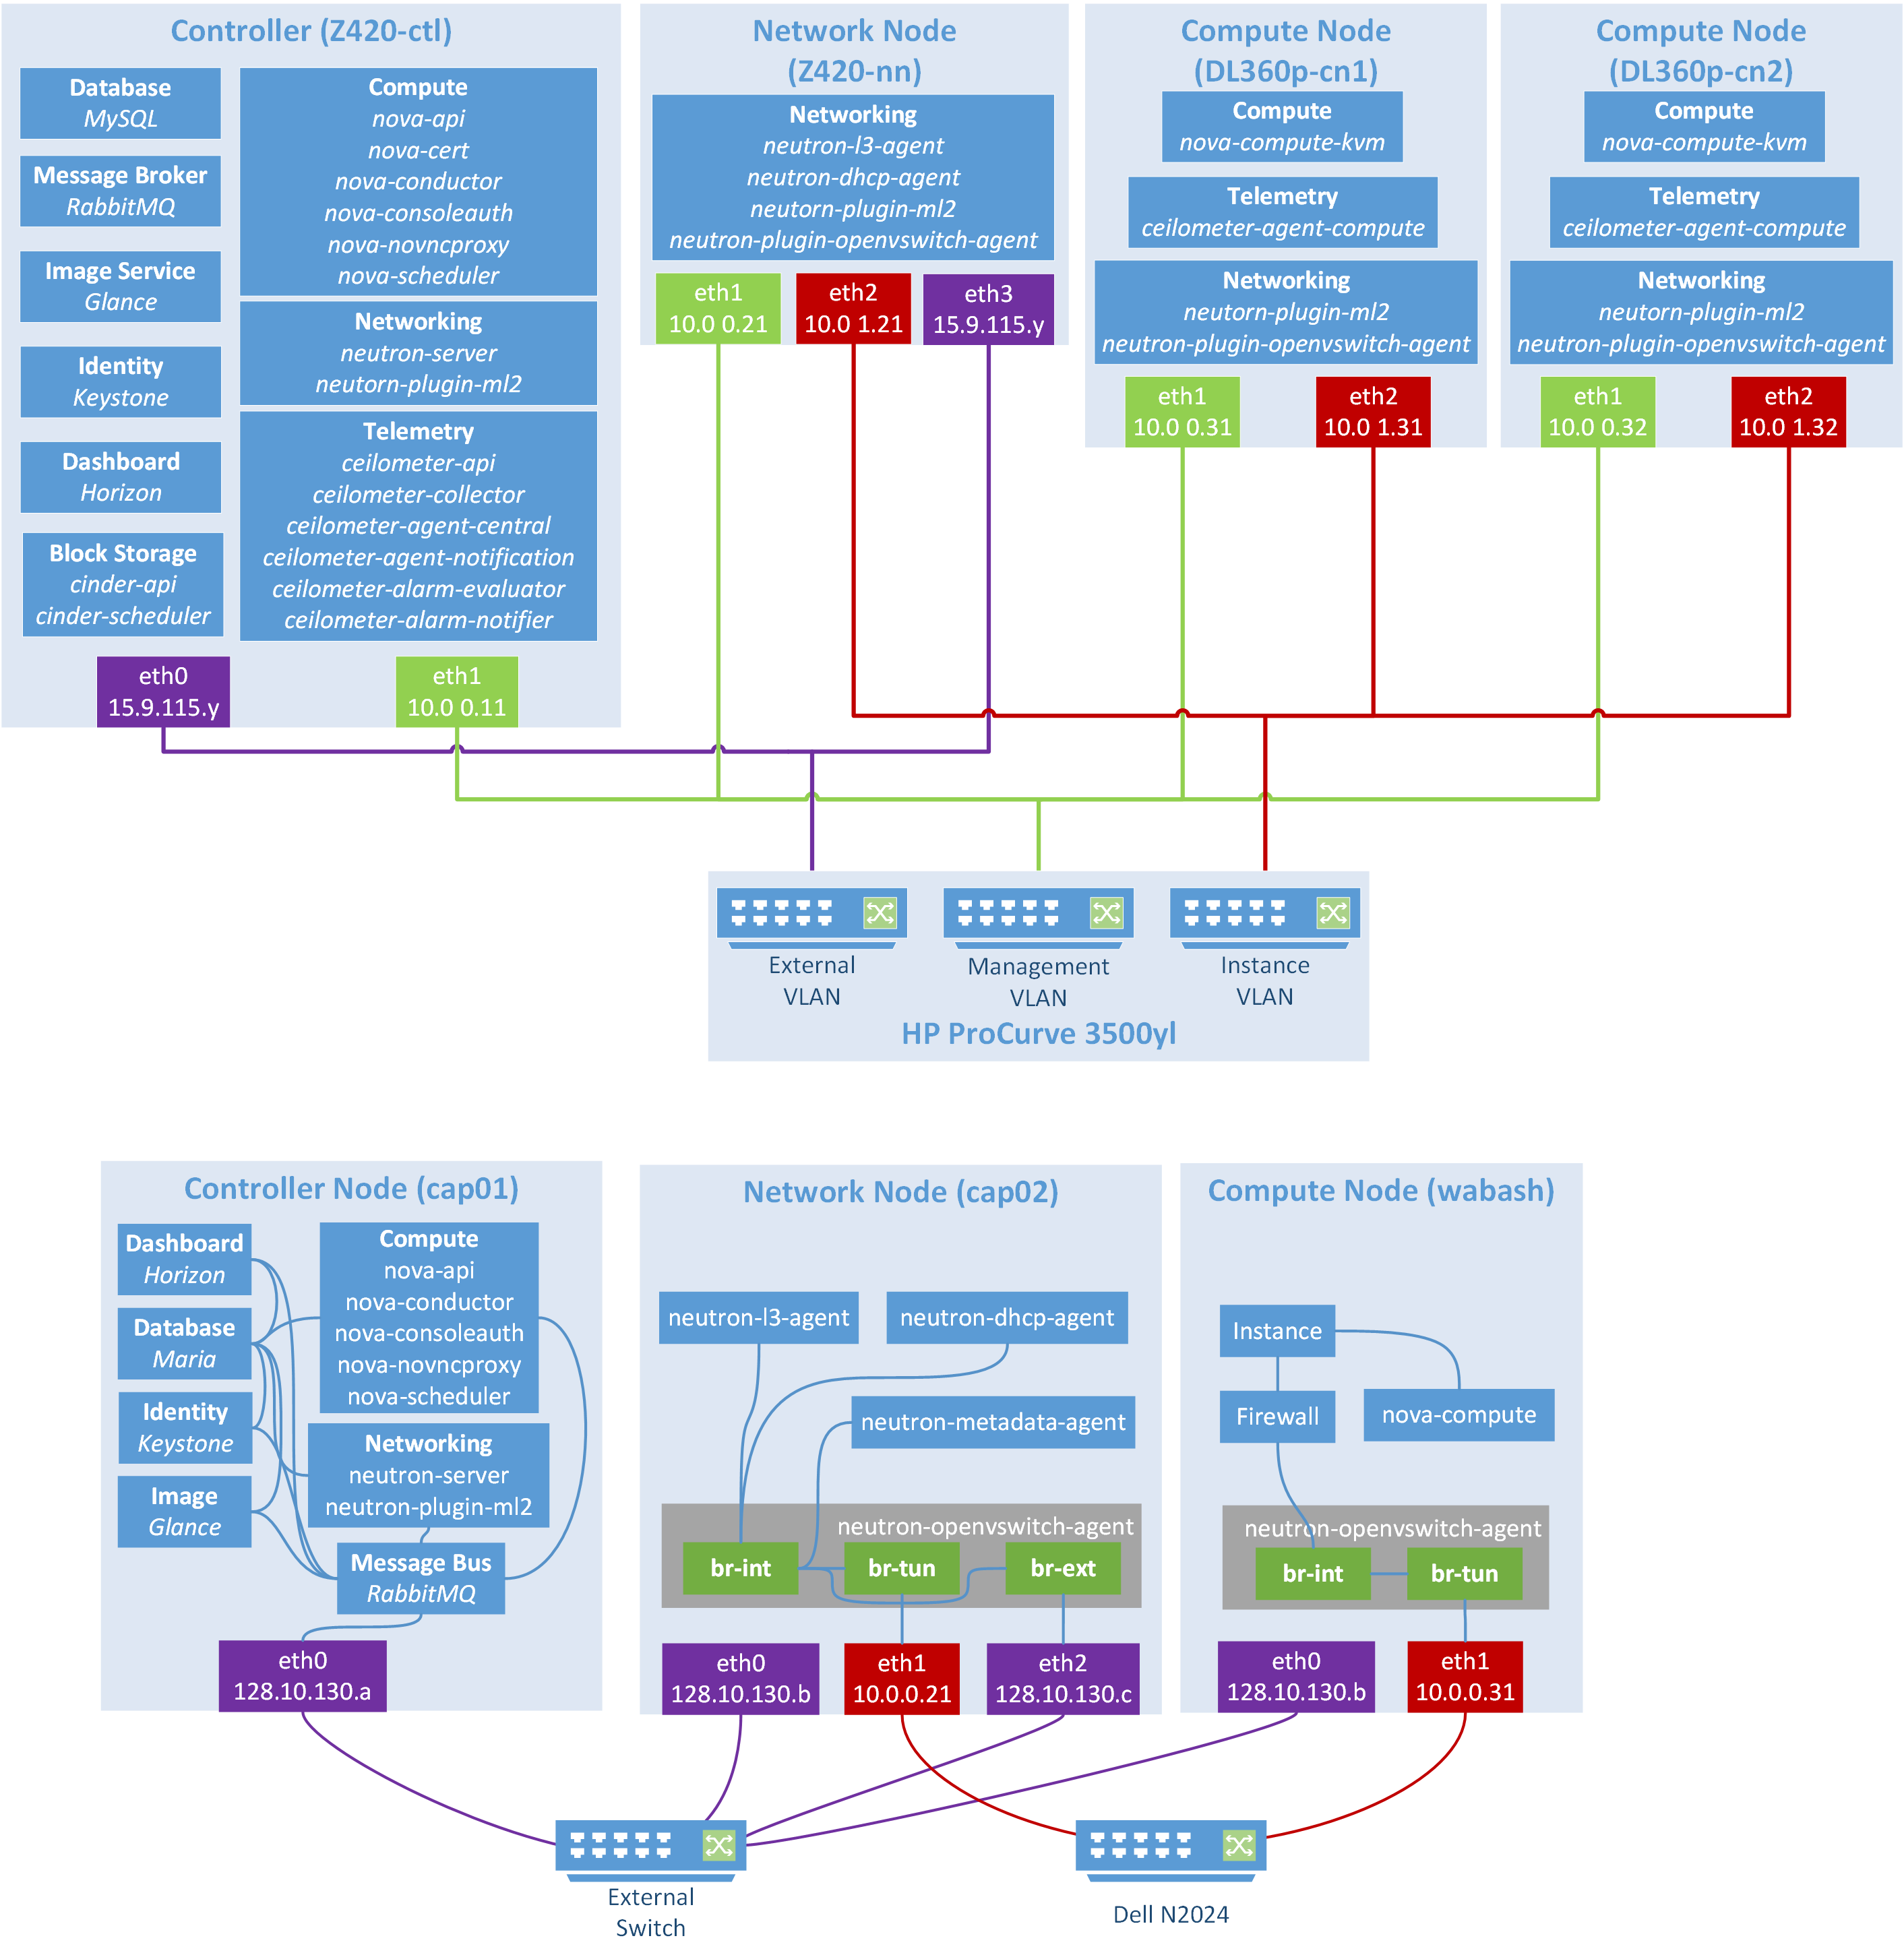 Controller (Z420-ctl)
Database
MySQL
Message Broker
RabbitMQ
Image Service
Glance
Identity
Keystone
Dashboard
Horizon
Block Storage
cinder-api
cinder-scheduler
Compute
nova-api
nova-cert
nova-conductor
nova-consoleauth
nova-novncproxy
nova-scheduler
Networking
neutron-server
neutorn-plugin-ml2
Telemetry
ceilometer-api
ceilometer-collector
ceilometer-agent-central
ceilometer-agent-notification
ceilometer-alarm-evaluator
ceilometer-alarm-notifier
eth0
15.9.115.y
eth1
10.0 0.11
Network Node
(Z420-nn)
Networking
neutron-l3-agent
neutron-dhcp-agent
neutorn-plugin-ml2
neutron-plugin-openvswitch-agent
eth1
10.0 0.21
eth2
10.0 1.21
eth3
15.9.115.y
Compute Node
(DL360p-cn1)
Compute
nova-compute-kvm
Telemetry
ceilometer-agent-compute
Networking
neutorn-plugin-ml2
neutron-plugin-openvswitch-agent
eth1
10.0 0.31
eth2
10.0 1.31
Compute Node
(DL360p-cn2)
Compute
nova-compute-kvm
Telemetry
ceilometer-agent-compute
Networking
neutorn-plugin-ml2
neutron-plugin-openvswitch-agent
eth1
10.0 0.32
eth2
10.0 1.32
External
VLAN
Management
VLAN
Instance
VLAN
HP ProCurve 3500yl
Controller Node (cap01)
Dashboard
Horizon
Database
Maria
Identity
Keystone
Image
Glance
Compute
nova-api
nova-conductor
nova-consoleauth
nova-novncproxy
nova-scheduler
Networking
neutron-server
neutron-plugin-ml2
Message Bus
RabbitMQ
eth0
128.10.130.a
Network Node (cap02)
neutron-l3-agent
neutron-dhcp-agent
neutron-metadata-agent
neutron-openvswitch-agent
br-int
br-tun
br-ext
eth0
128.10.130.b
eth1
10.0.0.21
eth2
128.10.130.c
Compute Node (wabash)
Instance
Firewall
nova-compute
neutron-openvswitch-agent
br-int
br-tun
eth0
128.10.130.b
eth1
10.0.0.31
External
Switch
Dell N2024